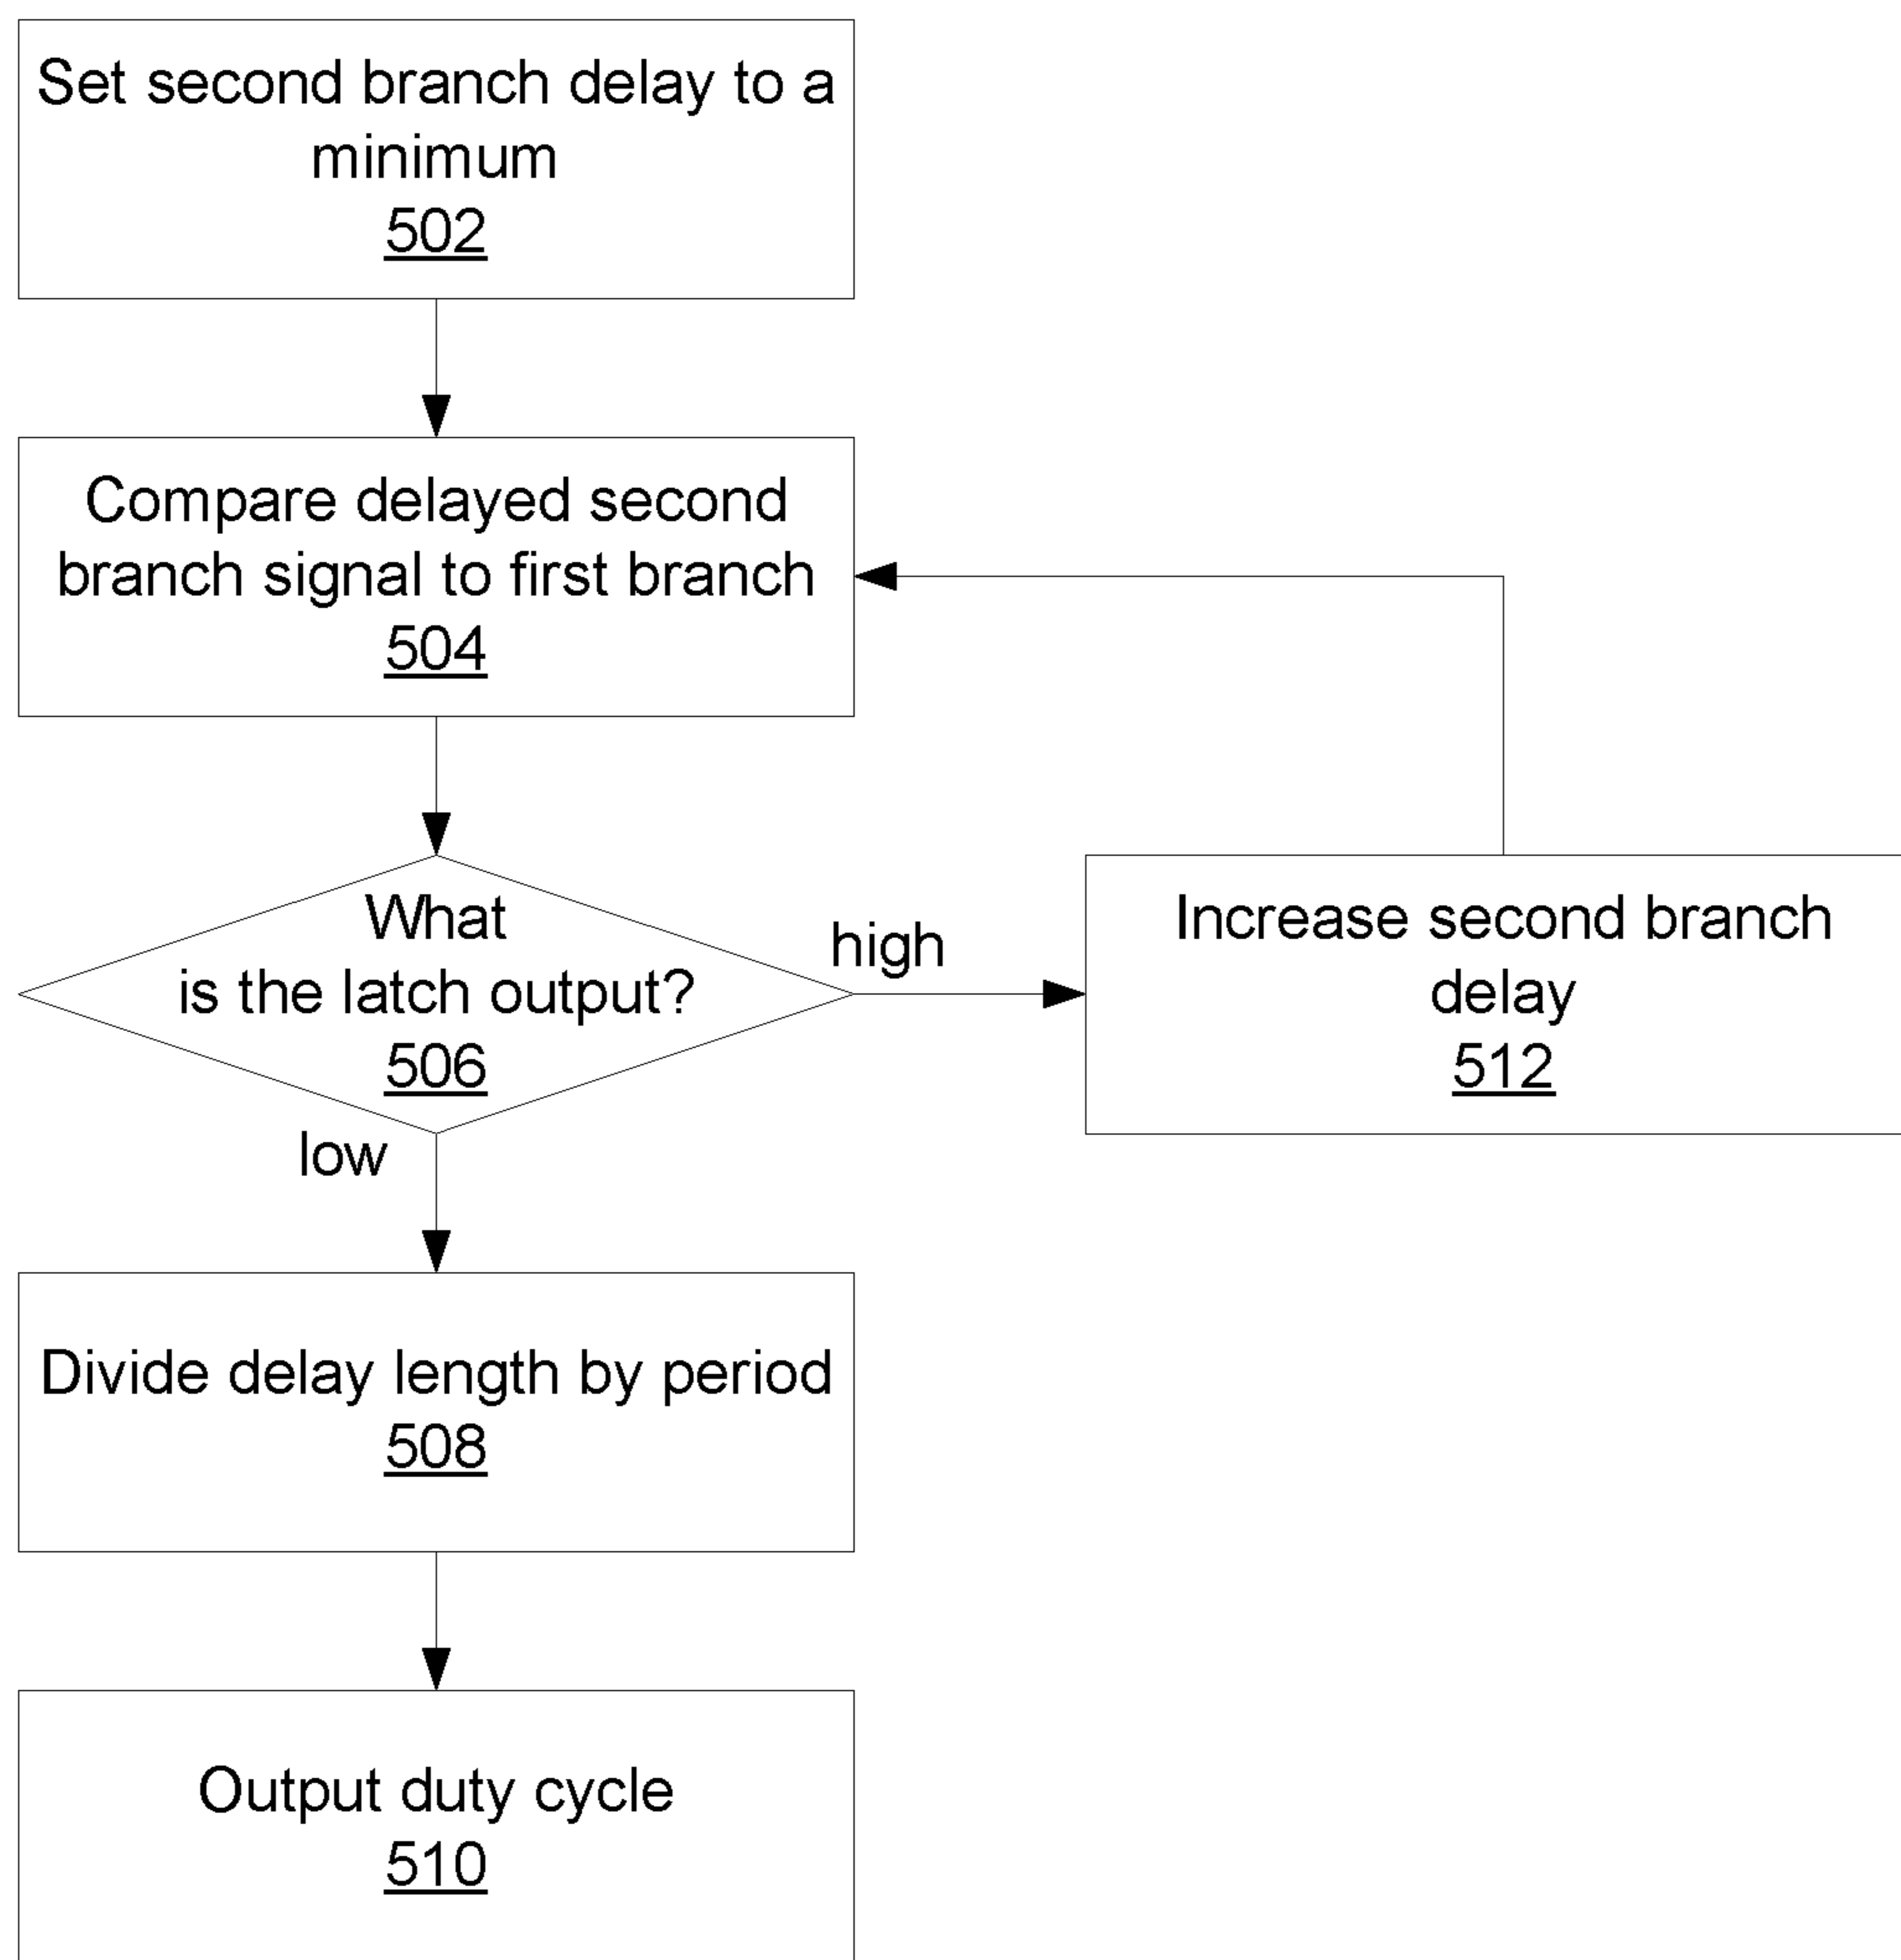 Set second branch delay to a
minimum
502
Compare delayed second
branch signal to first branch
504
What
is the latch output?
506
high
Increase second branch
delay
512
low
Divide delay length by period
508
Output duty cycle
510